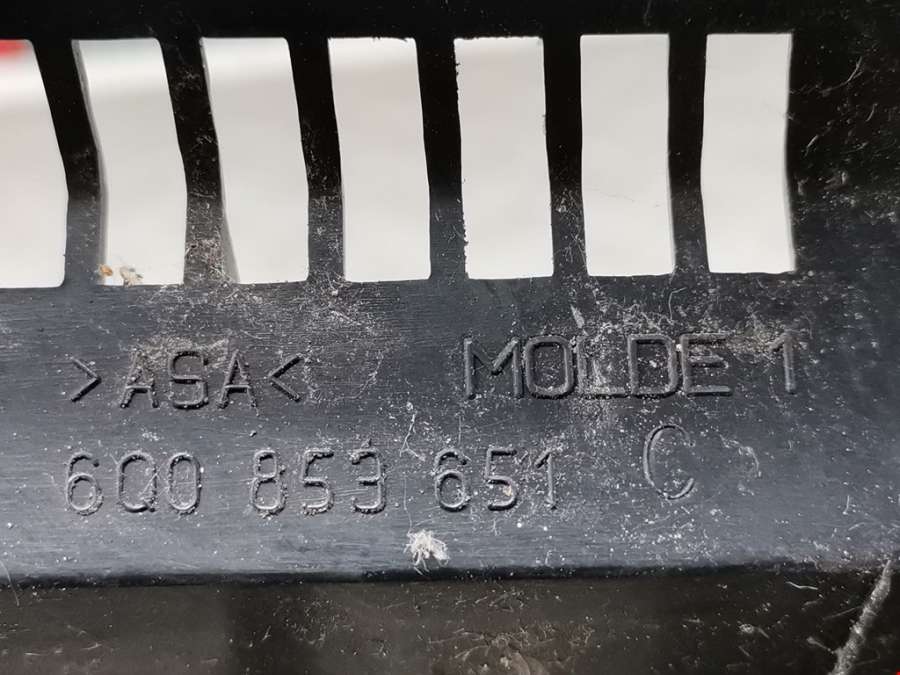 >ASA< MOLDE 1
6Q0 853 651 C